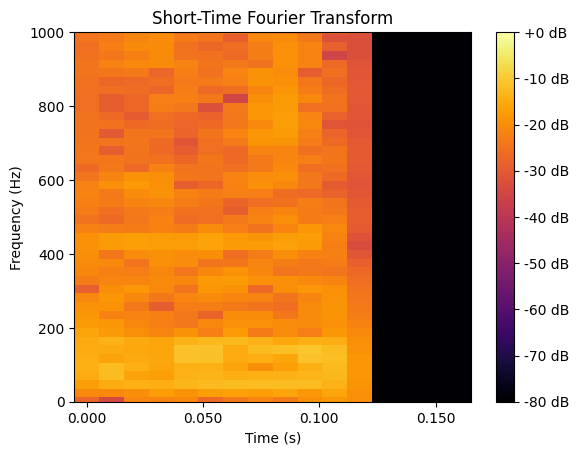 Short-Time Fourier Transform
1000
800
600
400
200
0
Frequency (Hz)
0.000
0.050
0.100
0.150
Time (s)
+0 dB
-10 dB
-20 dB
-30 dB
-40 dB
-50 dB
-60 dB
-70 dB
-80 dB